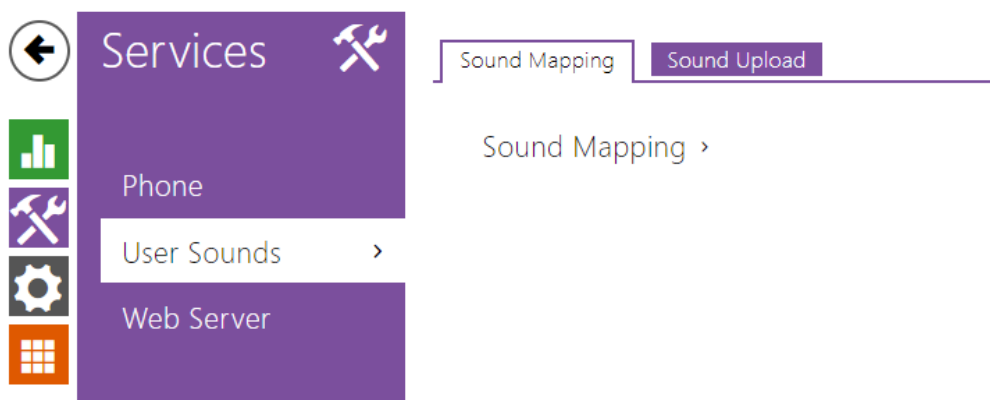 Services
Phone
User Sounds
Web Server
Sound Mapping
Sound Upload
Sound Mapping